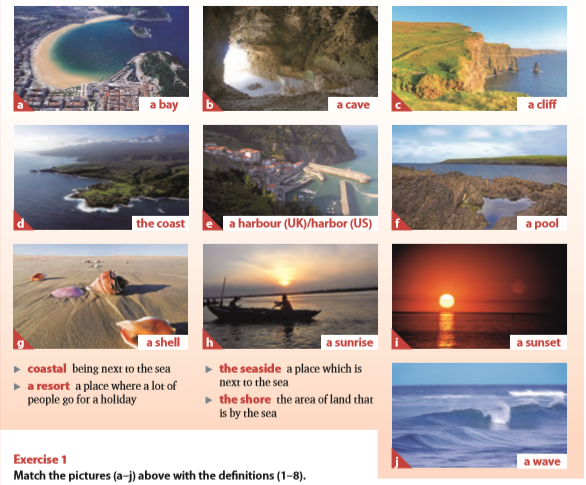 a a bay
b a cave
c a cliff
d the coast
e a harbour (UK)/harbor (US)
f a pool
g a shell
h a sunrise
i a sunset
▶ coastal being next to the sea
▶ a resort a place where a lot of
people go for a holiday
▶ the seaside a place which is
next to the sea
▶ the shore the area of land that
is by the sea
j a wave
Exercise 1
Match the pictures (a–j) above with the definitions (1–8).